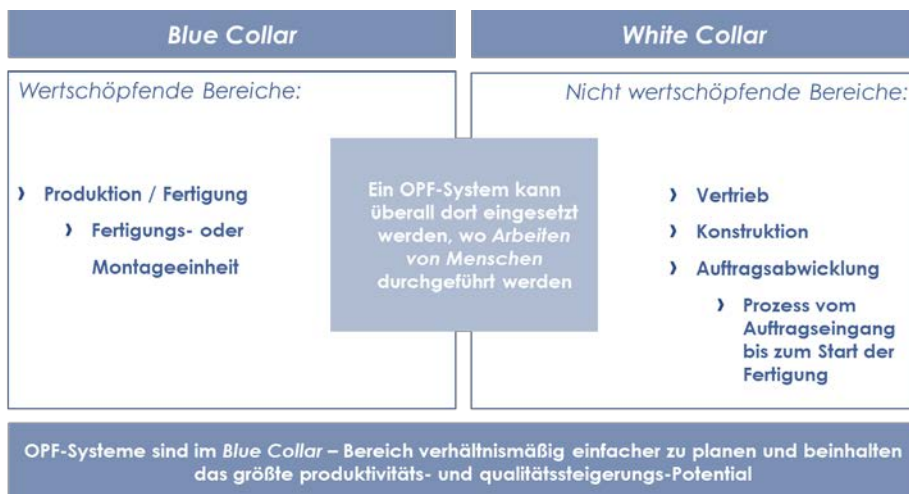 Blue Collar
Wertschöpfende Bereiche:
❯ Produktion / Fertigung
❯ Fertigungs- oder
Montageeinheit
Ein OPF-System kann
überall dort eingesetzt
werden, wo Arbeiten
von Menschen
durchgeführt werden
White Collar
Nicht wertschöpfende Bereiche:
❯ Vertrieb
❯ Konstruktion
❯ Auftragsabwicklung
❯ Prozess vom
Auftragseingang
bis zum Start der
Fertigung
OPF-Systeme sind im Blue Collar – Bereich verhältnismäßig einfacher zu planen und beinhalten
das größte produktivitäts- und qualitätssteigerungs-Potential